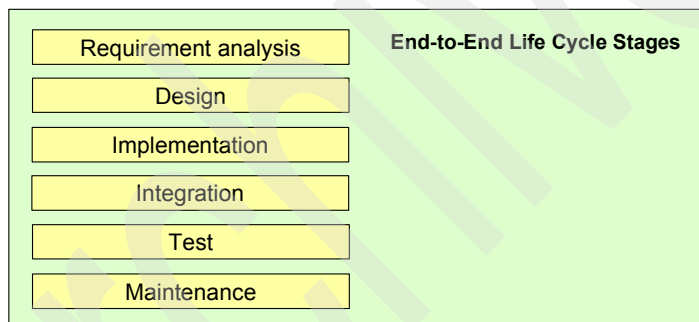 Requirement analysis
End-to-End Life Cycle Stages
Design
Implementation
Integration
Test
Maintenance